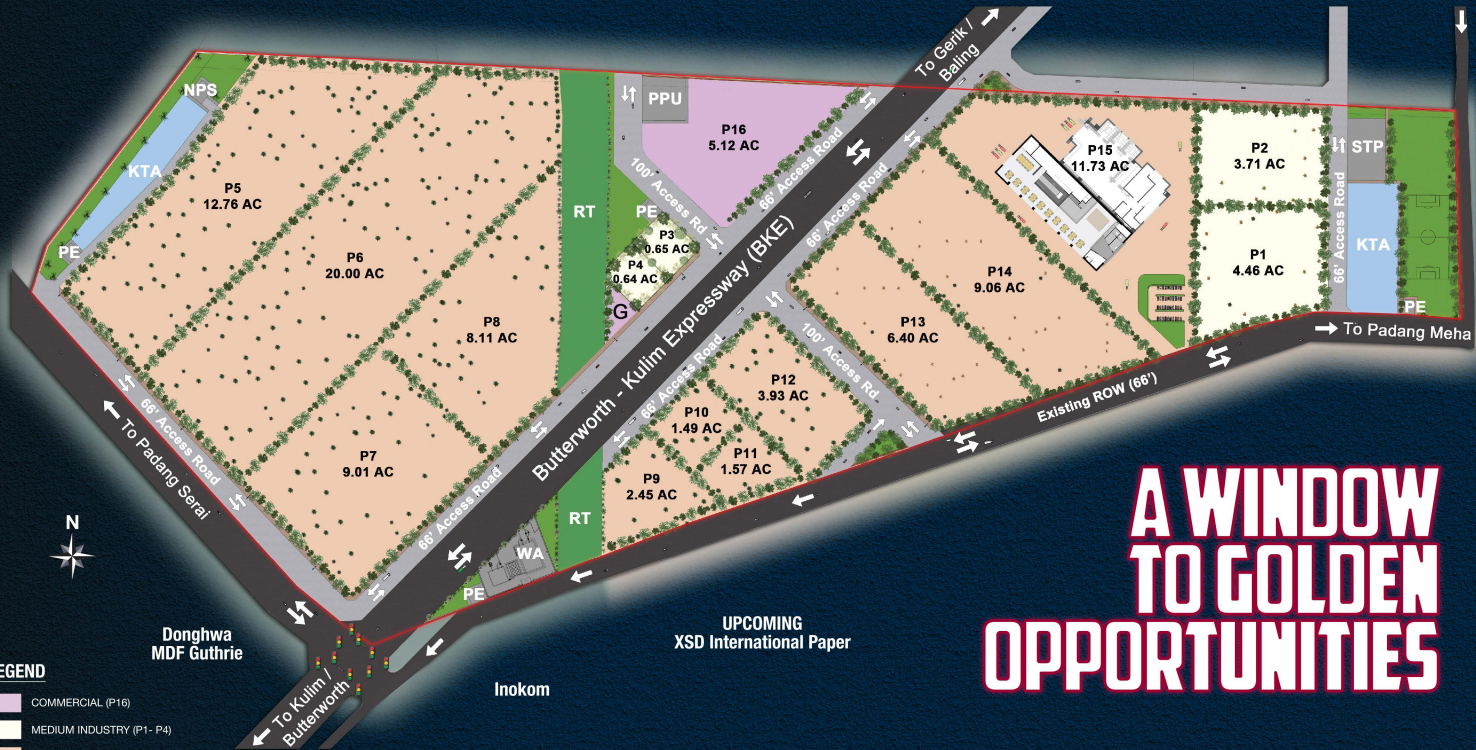 To Gerik /
Baling
NPS
KTA
PE
P5
12.76 AC
P6
20.00 AC
P8
8.11 AC
P7
9.01 AC
RT
PPU
P16
5.12 AC
100' Access Rd
66' Access Road
PE
P3
0.65 AC
P4
0.64 AC
G
Butterworth - Kulim Expressway (BKE)
66' Access Road
P15
11.73 AC
P2
3.71 AC
P1
4.46 AC
STP
66' Access Road
KTA
PE
P14
9.06 AC
P13
6.40 AC
To Padang Meha
100' Access Rd.
Existing ROW (66')
66' Access Road
P12
3.93 AC
P10
1.49 AC
P11
1.57 AC
P9
2.45 AC
66' Access Road
To Padang Serai
66' Access Road
RT
WA
PE
N
Donghwa
MDF Guthrie
UPCOMING
XSD International Paper
Inokom
To Kulim /
Butterworth
EGEND
COMMERCIAL (P16)
MEDIUM INDUSTRY (P1- P4)
A WINDOW
TO GOLDEN
OPPORTUNITIES